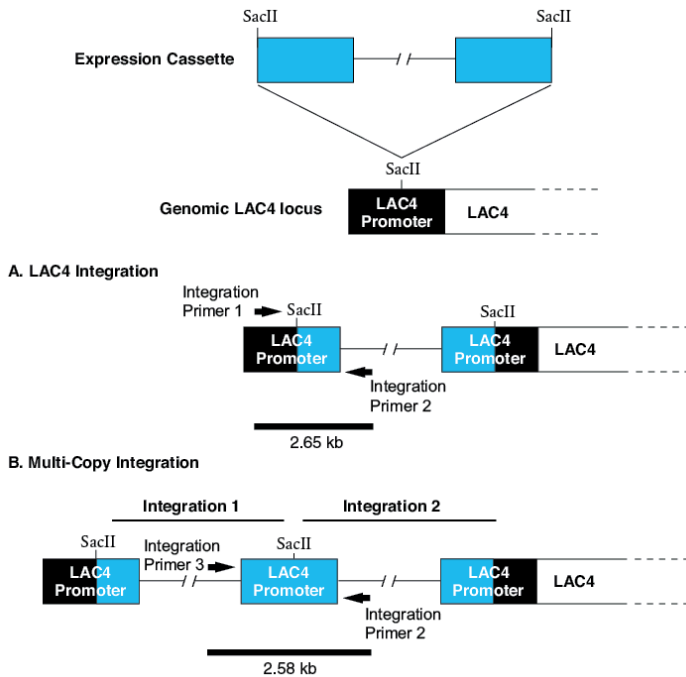 SacII
SacII
Expression Cassette
SacII
Genomic LAC4 locus
LAC4
Promoter
LAC4
A. LAC4 Integration
Integration
Primer 1
SacII
SacII
LAC4
Promoter
LAC4
Promoter
LAC4
Integration
Primer 2
2.65 kb
B. Multi-Copy Integration
Integration 1
Integration 2
SacII
Integration
Primer 3
SacII
LAC4
Promoter
LAC4
Promoter
LAC4
Promoter
LAC4
Integration
Primer 2
2.58 kb